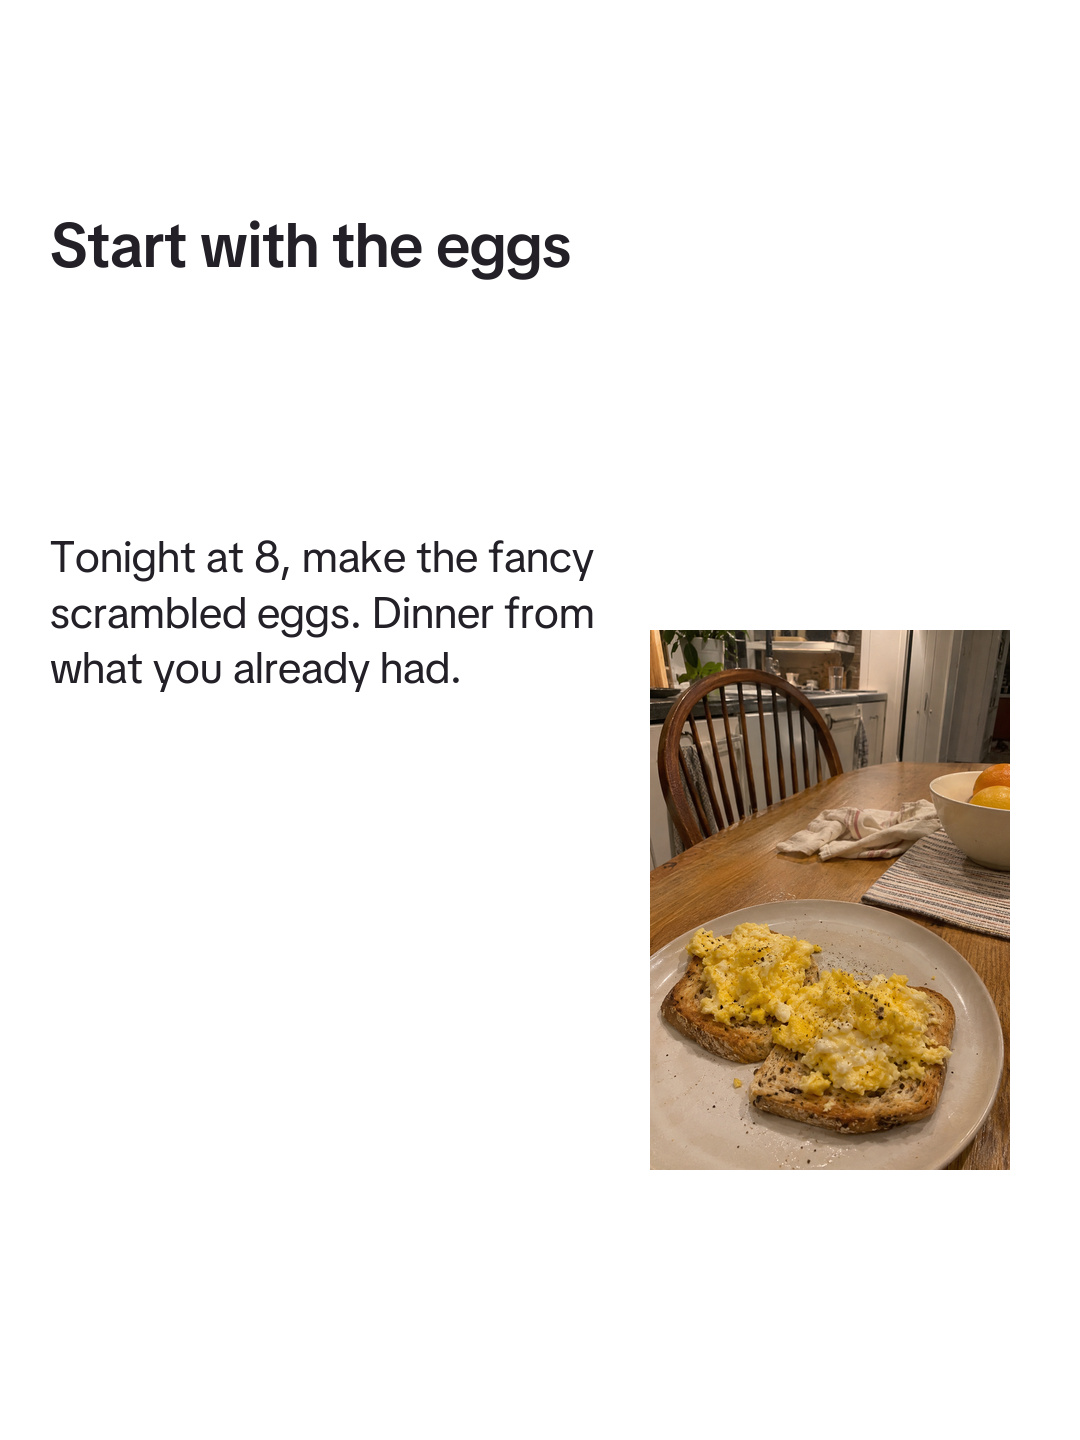 Start with the eggs
Tonight at 8, make the fancy
scrambled eggs. Dinner from
what you already had.